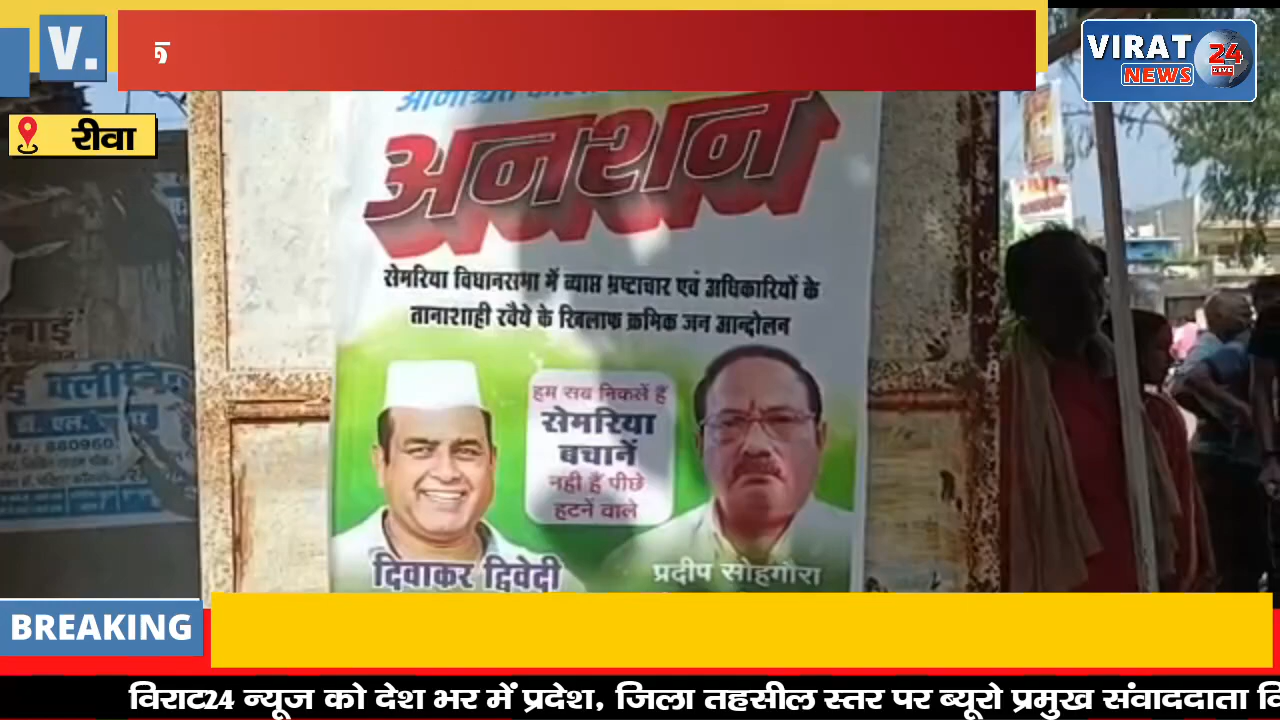 V.
VIRAT 24
NEWS LIVE
रीवा
अनशन
सेमरिया विधानसभा में व्याप्त भ्रष्टाचार एवं अधिकारियों के
तानाशाही रवैये के खिलाफ क्रमिक जन आन्दोलन
हम सब निकलें हैं
सेमरिया
बचानें
नही हैं पीछे
हटनें वाले
दिवाकर द्विवेदी
प्रदीप सोहगौरा
BREAKING
विराट24 न्यूज को देश भर में प्रदेश, जिला तहसील स्तर पर ब्यूरो प्रमुख संवाददाता